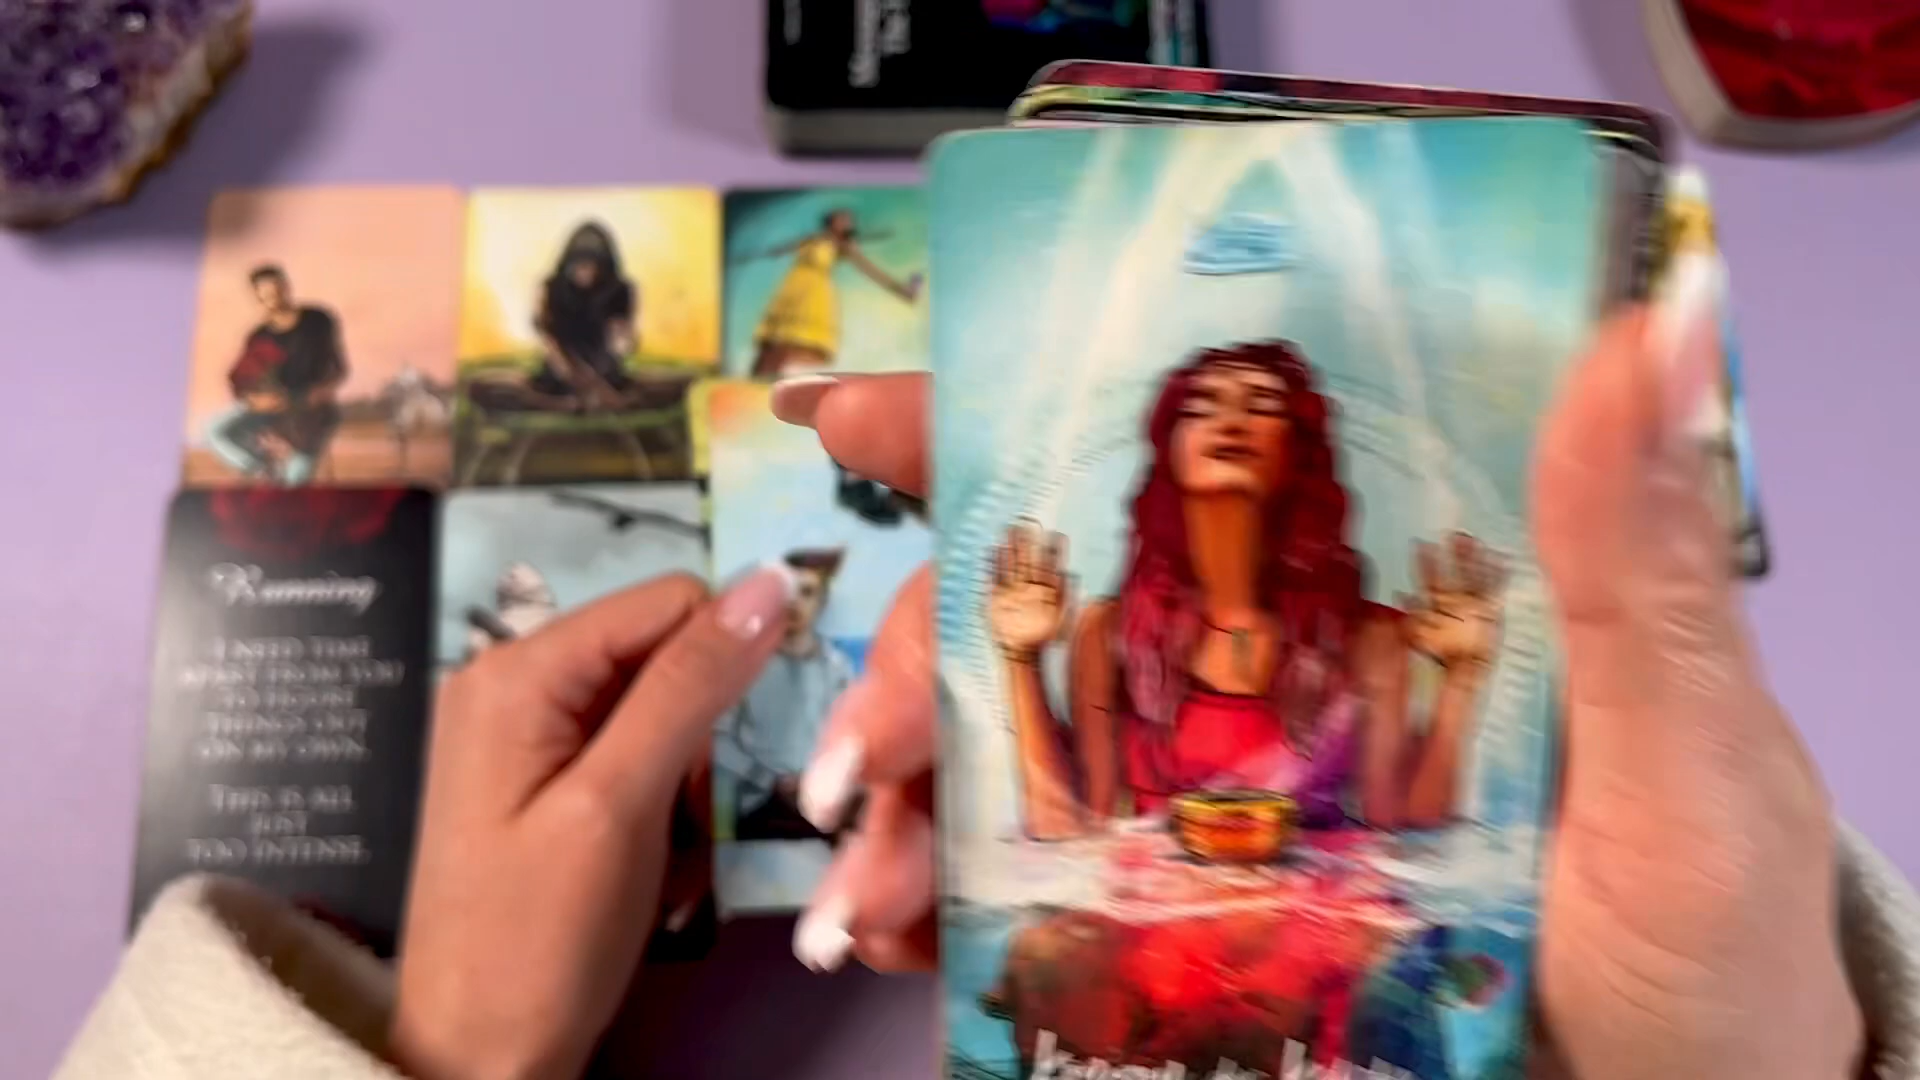 Running
I NEED TIME
APART FROM YOU
TO FIGURE
THINGS OUT
ON MY OWN.
THIS IS ALL
JUST
TOO INTENSE.